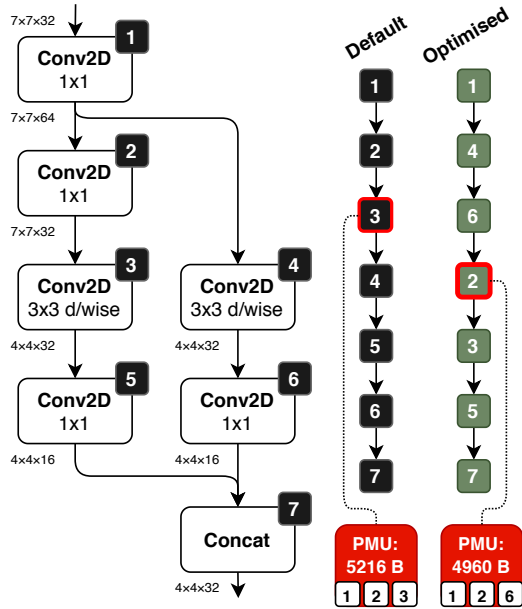 7×7×32
1
Conv2D
1x1
7×7×64
2
Conv2D
1x1
7×7×32
3
Conv2D
3x3 d/wise
4
Conv2D
3x3 d/wise
4×4×32
4×4×32
5
Conv2D
1x1
6
Conv2D
1x1
4×4×16
4×4×16
7
Concat
4×4×32
Default
1
2
3
4
5
6
7
PMU:
5216 B
1 2 3
Optimised
1
4
6
2
3
5
7
PMU:
4960 B
1 2 6